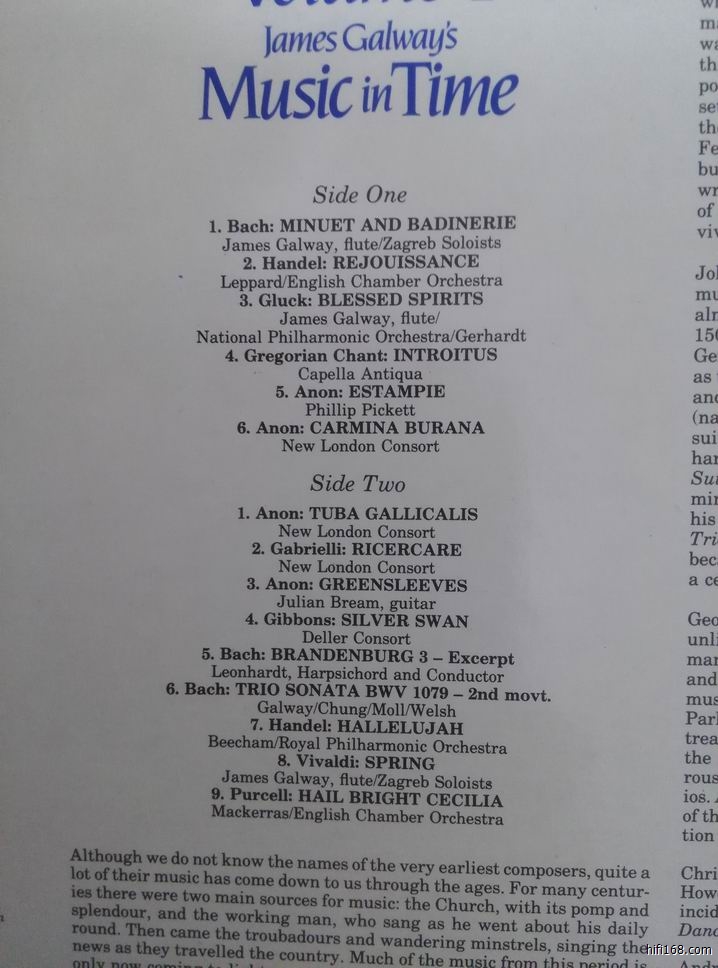 James Galway's
Music in Time
Side One
1. Bach: MINUET AND BADINERIE
James Galway, flute/Zagreb Soloists
2. Handel: REJOUISSANCE
Leppard/English Chamber Orchestra
3. Gluck: BLESSED SPIRITS
James Galway, flute/
National Philharmonic Orchestra/Gerhardt
4. Gregorian Chant: INTROITUS
Capella Antiqua
5. Anon: ESTAMPIE
Phillip Pickett
6. Anon: CARMINA BURANA
New London Consort
Side Two
1. Anon: TUBA GALLICALIS
New London Consort
2. Gabrielli: RICERCARE
New London Consort
3. Anon: GREENSLEEVES
Julian Bream, guitar
4. Gibbons: SILVER SWAN
Deller Consort
5. Bach: BRANDENBURG 3 – Excerpt
Leonhardt, Harpsichord and Conductor
6. Bach: TRIO SONATA BWV 1079 – 2nd movt.
Galway/Chung/Moll/Welsh
7. Handel: HALLELUJAH
Beecham/Royal Philharmonic Orchestra
8. Vivaldi: SPRING
James Galway, flute/Zagreb Soloists
9. Purcell: HAIL BRIGHT CECILIA
Mackerras/English Chamber Orchestra
Although we do not know the names of the very earliest composers, quite a
lot of their music has come down to us through the ages. For many centur-
ies there were two main sources for music: the Church, with its pomp and
splendour, and the working man, who sang as he went about his daily
round. Then came the troubadours and wandering minstrels, singing the
news as they travelled the country. Much of the music from this period is
hifi168.com